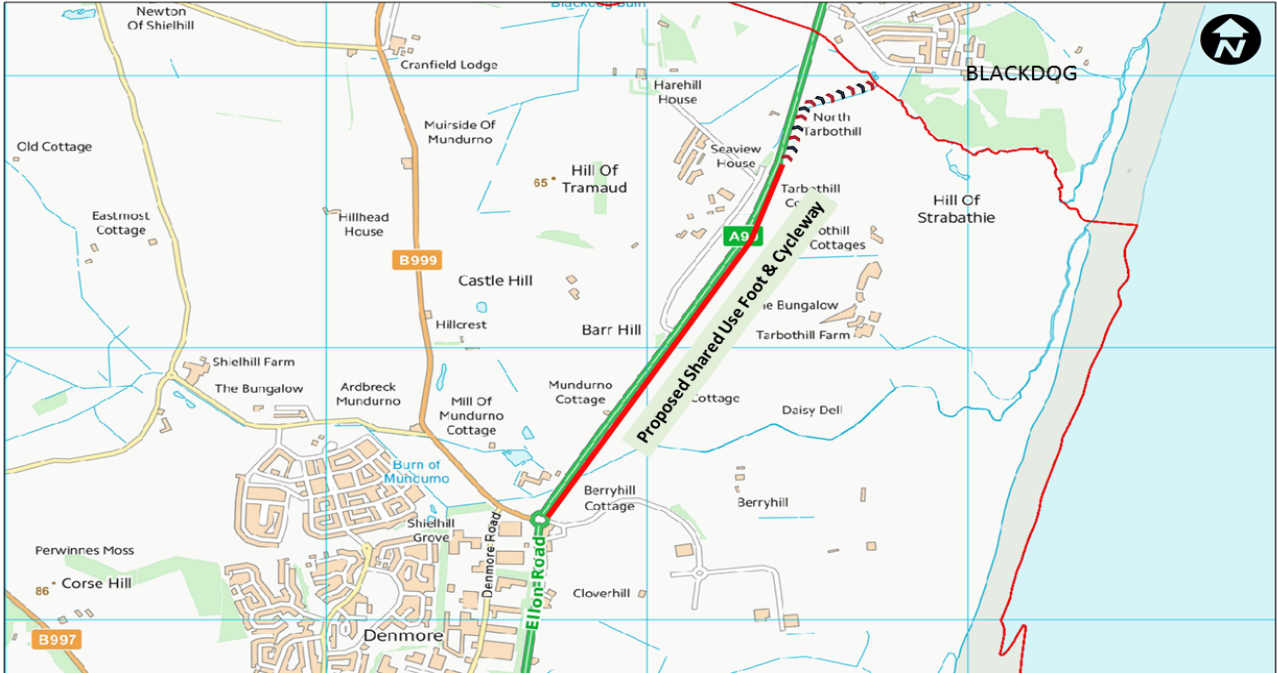 Newton
Of Shielhill
Blackdog Burn
N
Cranfield Lodge
BLACKDOG
Harehill
House
Muirside Of
Mundurno
North
Tarbothill
Old Cottage
Seaview
House
Hill Of
Tramaud
65
Tarbothill
Hill Of
Strabathie
Eastmost
Cottage
Hillhead
House
Cottages
B999
Castle Hill
Proposed Shared Use Foot & Cycleway
Bungalow
Hillcrest
Barr Hill
Tarbothill Farm
Shielhill Farm
The Bungalow
Ardbreck
Mundurno
Mundurno
Cottage
Cottage
Mill Of
Mundurno
Cottage
Daisy Dell
Burn of
Mundurno
Berryhill
Cottage
Berryhill
Shielhill
Grove
Denmore Road
Ellon Road
Perwinnes Moss
86
Corse Hill
Cloverhill
B997
Denmore